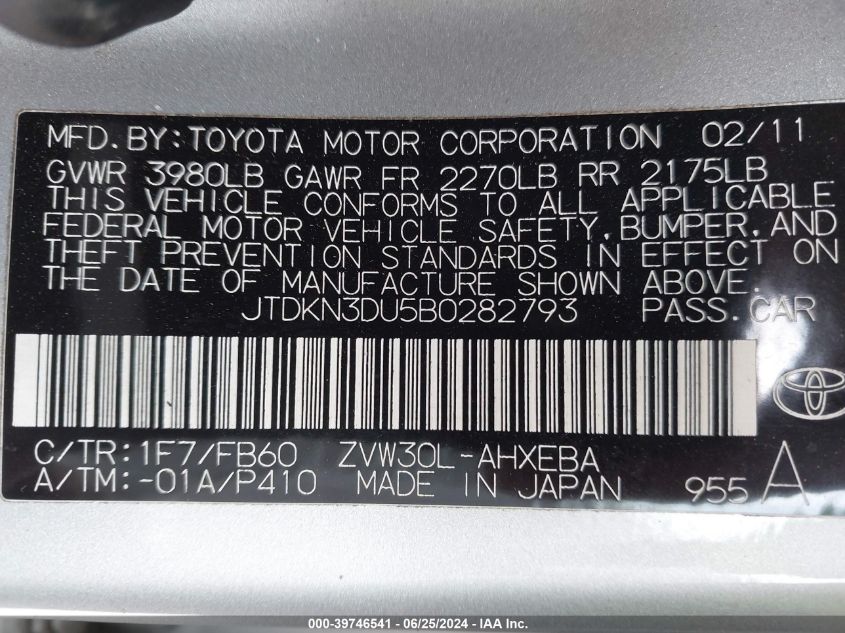 MFD.BY:TOYOTA MOTOR CORPORATION 02/11
GVWR 3980LB GAWR FR 2270LB RR 2175LB
THIS VEHICLE CONFORMS TO ALL APPLICABLE
FEDERAL MOTOR VEHICLE SAFETY,BUMPER,AND
THEFT PREVENTION STANDARDS IN EFFECT ON
THE DATE OF MANUFACTURE SHOWN ABOVE.
JTDKN3DU5B0282793 PASS.CAR
C/TR:1F7/FB60 ZVW30L-AHXEBA
A/TM:-01A/P410 MADE IN JAPAN 955 A
000-39746541 - 06/25/2024 - IAA Inc.